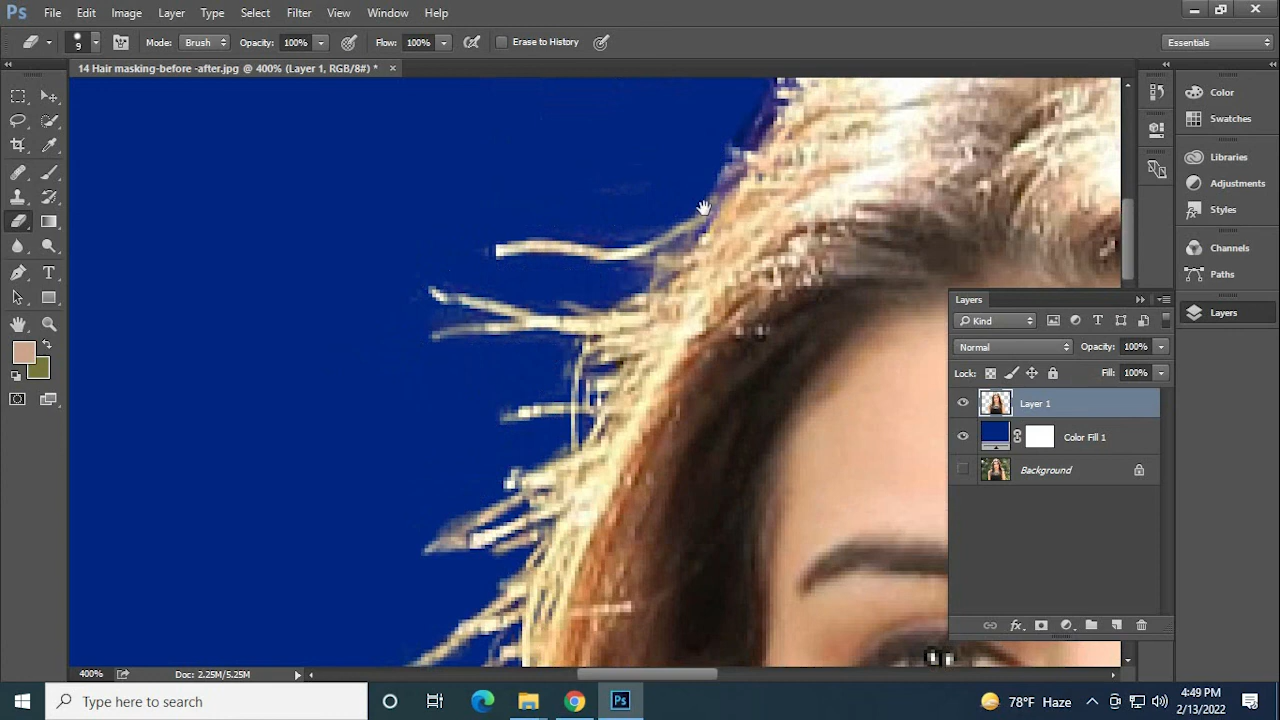 Ps File Edit Image Layer Type Select Filter 3D View Window Help
9 Mode: Brush Opacity: 100% Flow: 100% Erase to History Essentials
14 Hair masking-before -after.jpg @ 400% (Layer 1, RGB/8#) *
Color
Swatches
Libraries
Adjustments
Styles
Channels
Paths
Layers
Layers
Kind
Normal Opacity: 100%
Lock: Fill: 100%
Layer 1
Color Fill 1
Background
400% Doc: 2.25M/5.25M
Type here to search
Ps
78°F Haze
4:49 PM
2/13/2022